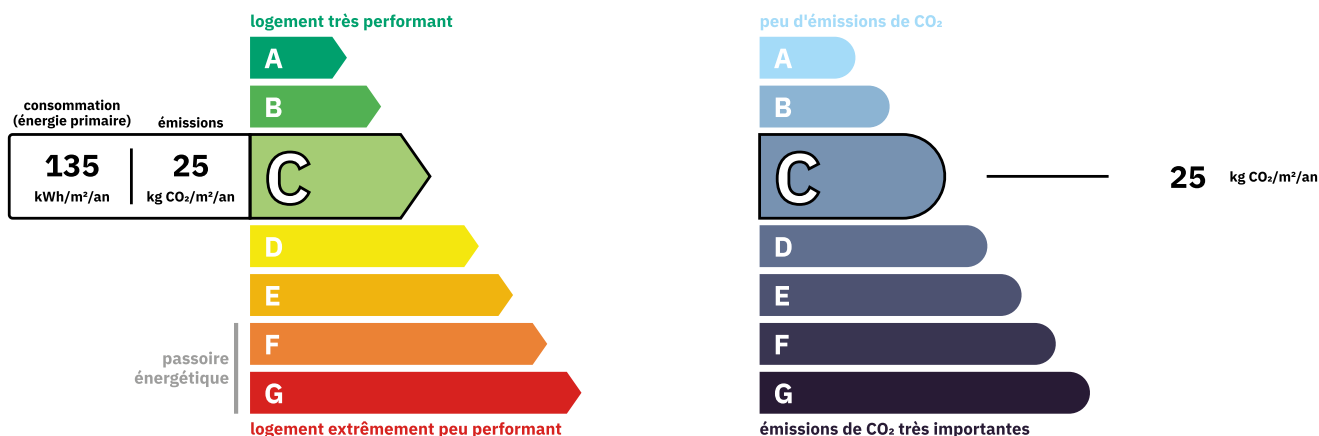 logement très performant
A
B
consommation
(énergie primaire)
émissions
135
kWh/m²/an
25
kg CO₂/m²/an
C
D
E
F
G
passoire
énergétique
logement extrêmement peu performant
peu d'émissions de CO₂
A
B
C
25 kg CO₂/m²/an
D
E
F
G
émissions de CO₂ très importantes